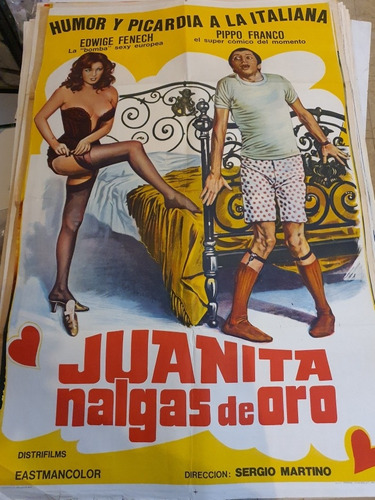 HUMOR Y PICARDIA A LA ITALIANA
EDWIGE FENECH
La "bomba" sexy europea
PIPPO FRANCO
el super cómico del momento
JUANITA
nalgas de oro
DISTRIFILMS
EASTMANCOLOR
DIRECCION: SERGIO MARTINO